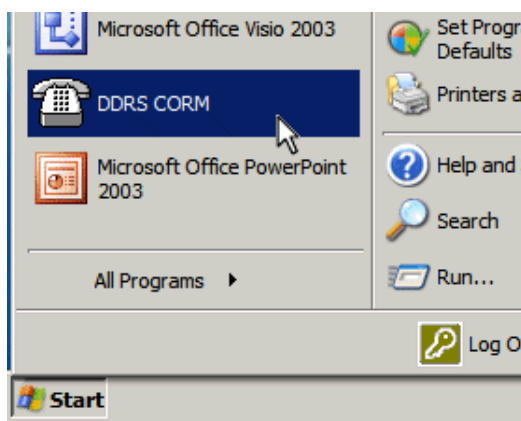 Microsoft Office Visio 2003
DDRS CORM
Microsoft Office PowerPoint
2003
All Programs
Set Progr
Defaults
Printers a
Help and
Search
Run...
Log O
Start